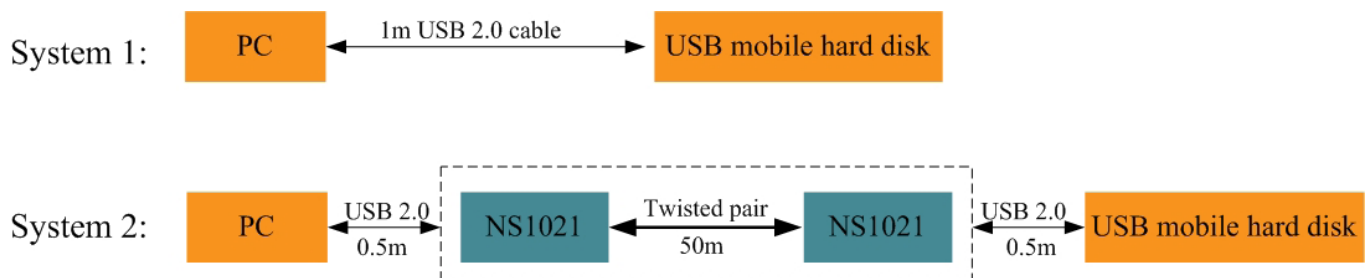 System 1:
PC
1m USB 2.0 cable
USB mobile hard disk
System 2:
PC
USB 2.0
0.5m
NS1021
Twisted pair
50m
NS1021
USB 2.0
0.5m
USB mobile hard disk